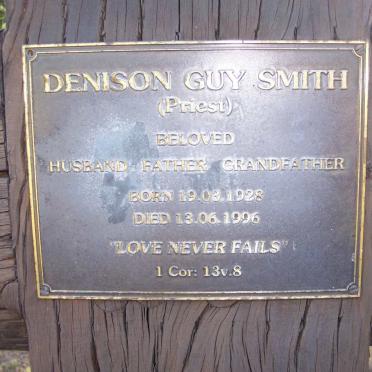 DENISON GUY SMITH
(Priest)
BELOVED
HUSBAND FATHER GRANDFATHER
BORN 19.03.1928
DIED 13.06.1996
"LOVE NEVER FAILS"
1 Cor: 13v.8